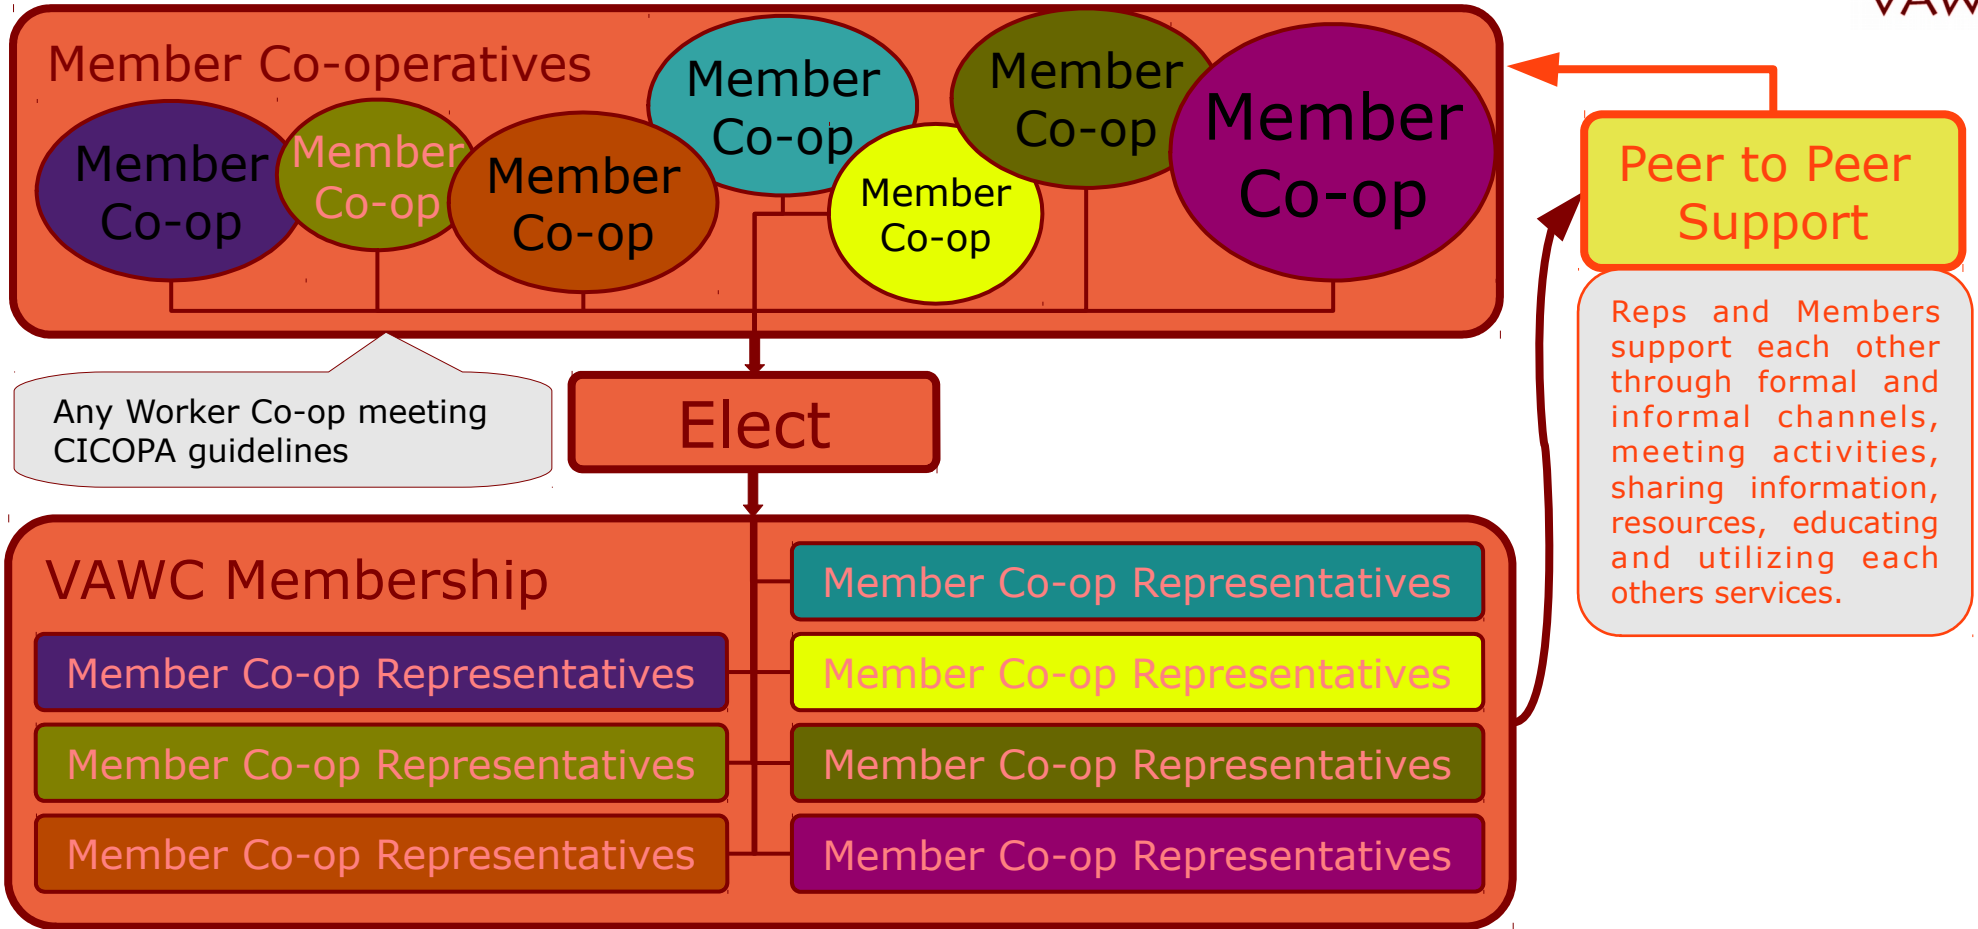 VAW
Member Co-operatives
Member
Co-op
Member
Co-op
Member
Co-op
Member
Co-op
Member
Co-op
Member
Co-op
Member
Co-op
Peer to Peer
Support
Reps and Members
support each other
through formal and
informal channels,
meeting activities,
sharing information,
resources, educating
and utilizing each
others services.
Any Worker Co-op meeting
CICOPA guidelines
Elect
VAWC Membership
Member Co-op Representatives
Member Co-op Representatives
Member Co-op Representatives
Member Co-op Representatives
Member Co-op Representatives
Member Co-op Representatives
Member Co-op Representatives